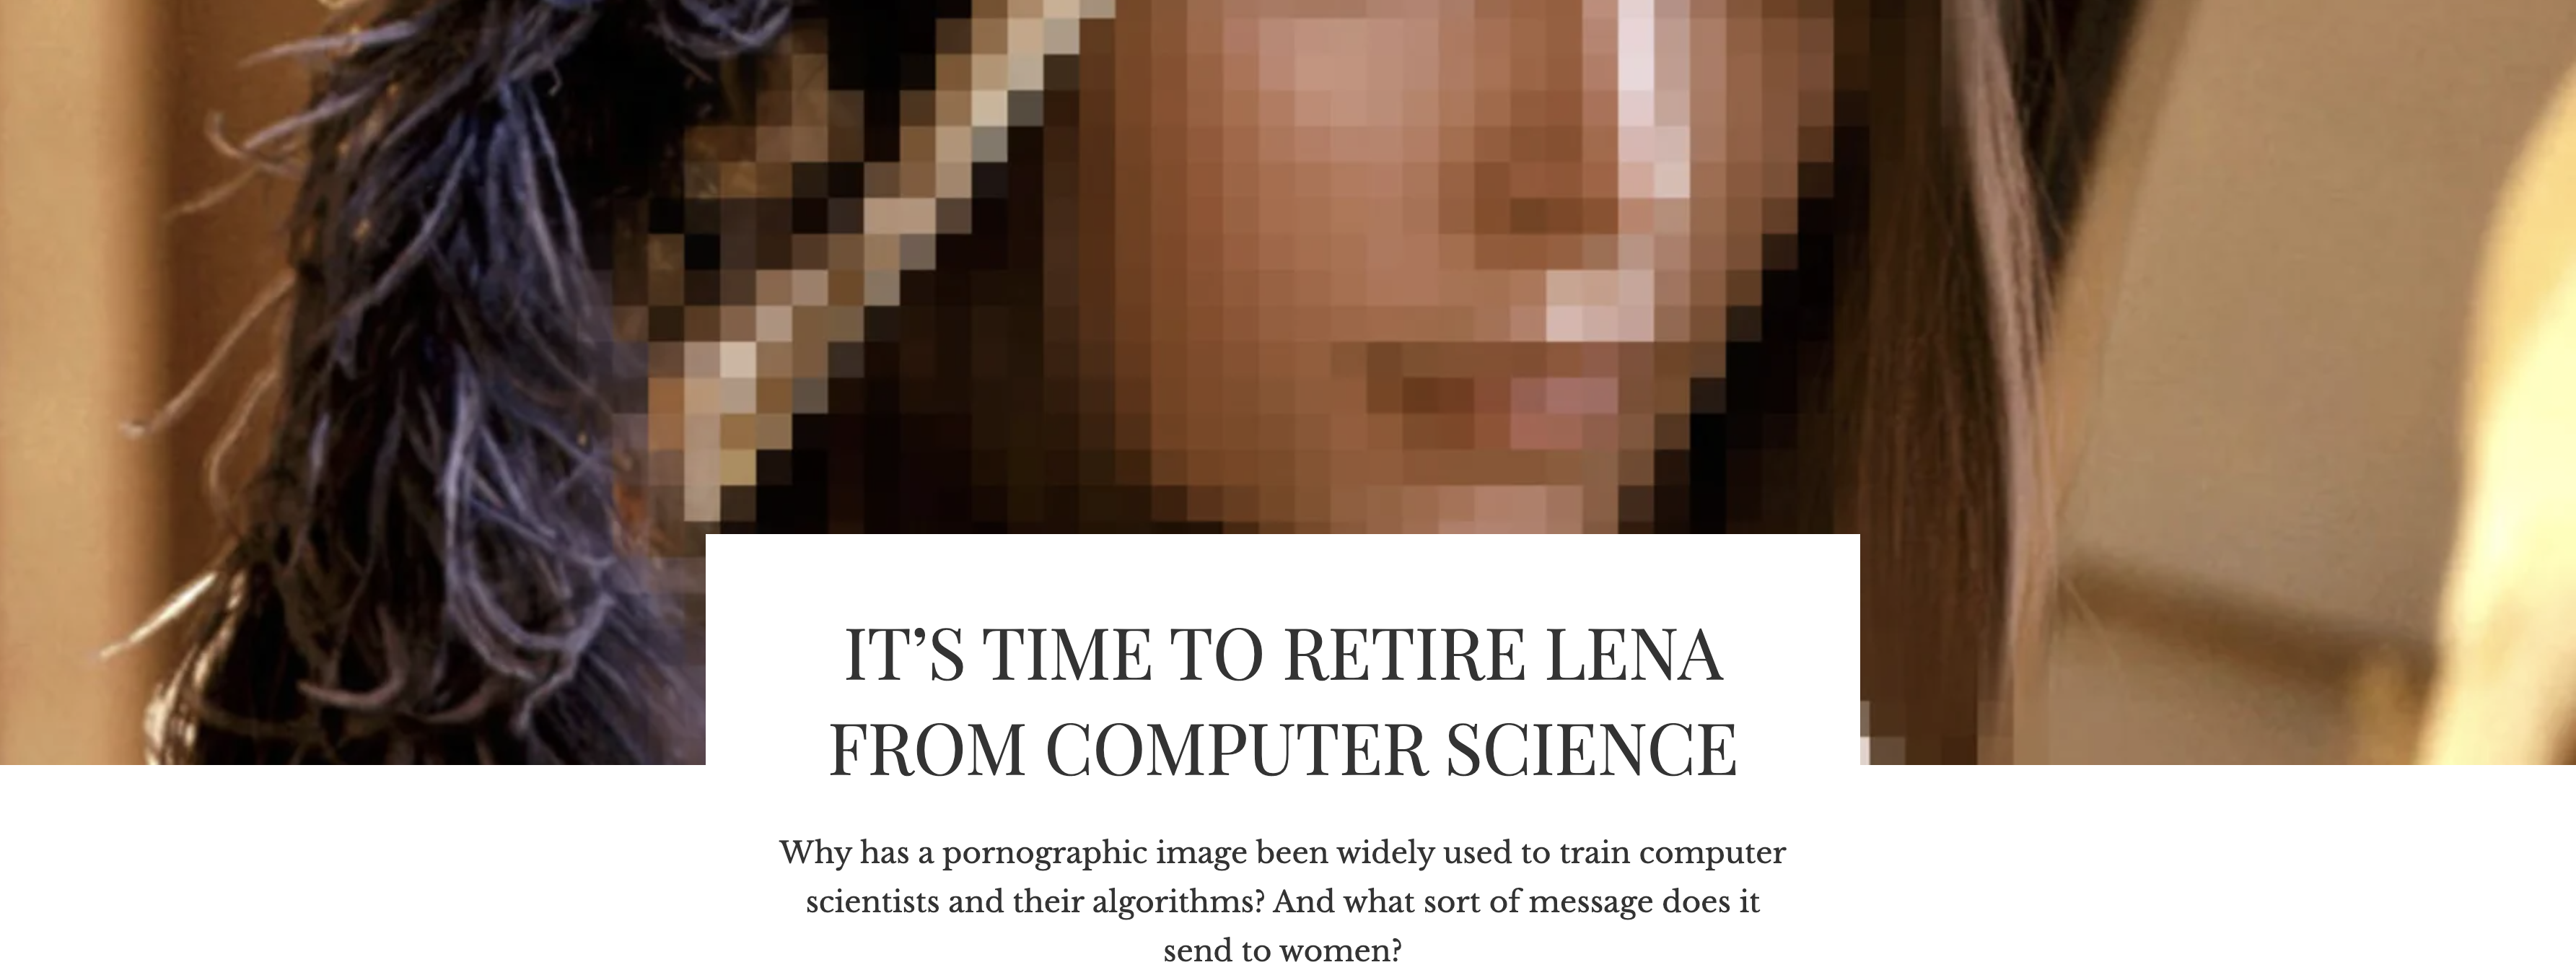 IT’S TIME TO RETIRE LENA
FROM COMPUTER SCIENCE
Why has a pornographic image been widely used to train computer
scientists and their algorithms? And what sort of message does it
send to women?